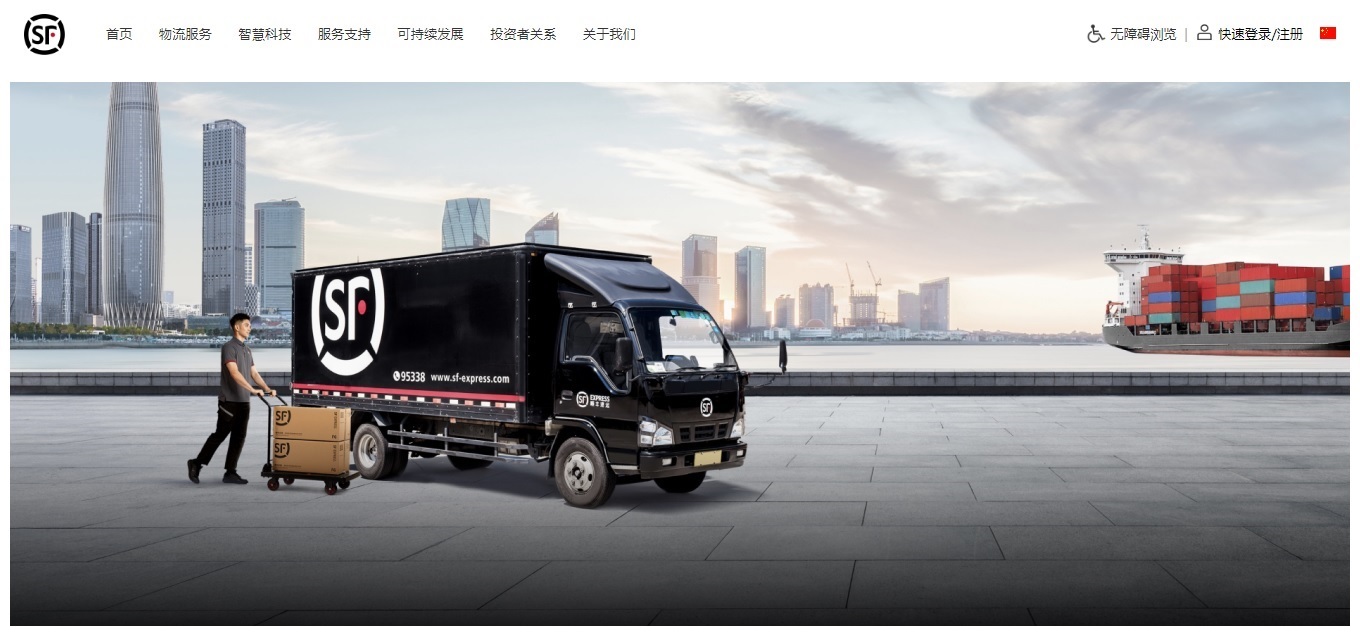 SF
首页
物流服务
智慧科技
服务支持
可持续发展
投资者关系
关于我们
无障碍浏览
|
快速登录/注册
SF
95338 www.sf-express.com
SF EXPRESS
SF
SF
SF